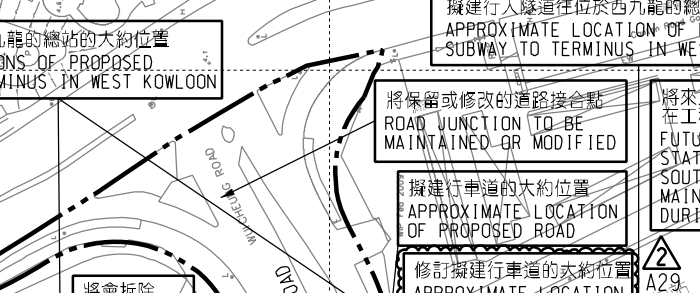 九龍的總站的大約位置
ONS OF PROPOSED
MINUS IN WEST KOWLOON
擬建行人隧道往位於西九龍的總
APPROXIMATE LOCATION OF
SUBWAY TO TERMINUS IN WE
將保留或修改的道路接合點
ROAD JUNCTION TO BE
MAINTAINED OR MODIFIED
擬建行車道的大約位置
APPROXIMATE LOCATION
OF PROPOSED ROAD
修訂擬建行車道的大約位置
APPROXIMATE LOCATION
將來
在工
FUTU
STAT
SOUT
MAIN
DURI
2
A29
將會拆除
WUI CHEUNG ROAD
OAD